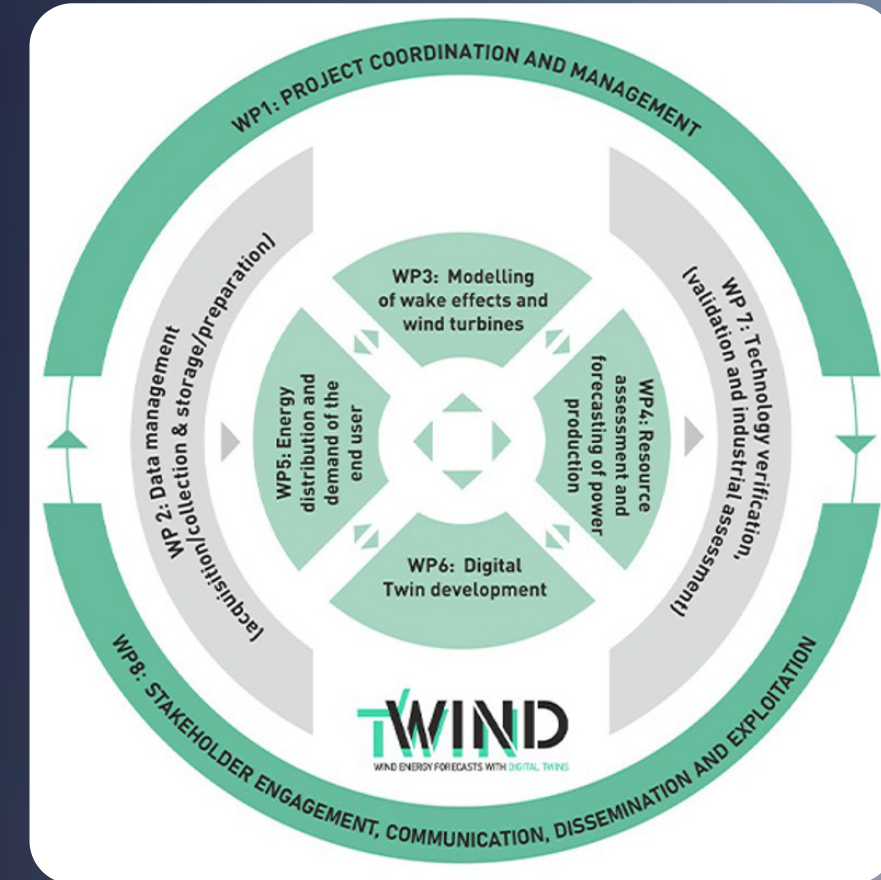 WP1: PROJECT COORDINATION AND MANAGEMENT
WP 2: Data management
(acquisition/collection & storage/preparation)
WP3: Modelling
of wake effects and
wind turbines
WP5: Energy
distribution and
demand of the
end user
WP4: Resource
assessment and
forecasting of power
production
WP 7: Technology verification,
(validation and industrial assessment)
WP6: Digital
Twin development
TWIND
WIND ENERGY FORECASTS WITH DIGITAL TWINS
WP8: STAKEHOLDER ENGAGEMENT, COMMUNICATION, DISSEMINATION AND EXPLOITATION